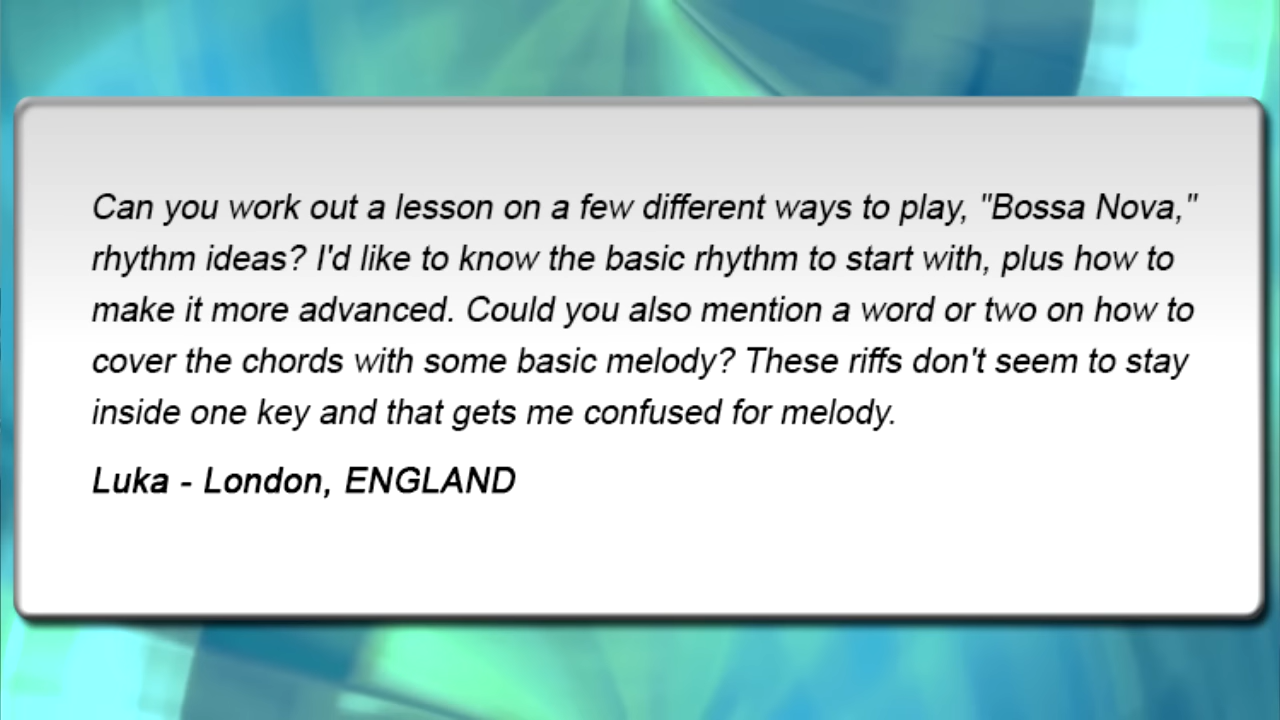 Can you work out a lesson on a few different ways to play, "Bossa Nova,"
rhythm ideas? I'd like to know the basic rhythm to start with, plus how to
make it more advanced. Could you also mention a word or two on how to
cover the chords with some basic melody? These riffs don't seem to stay
inside one key and that gets me confused for melody.
Luka - London, ENGLAND